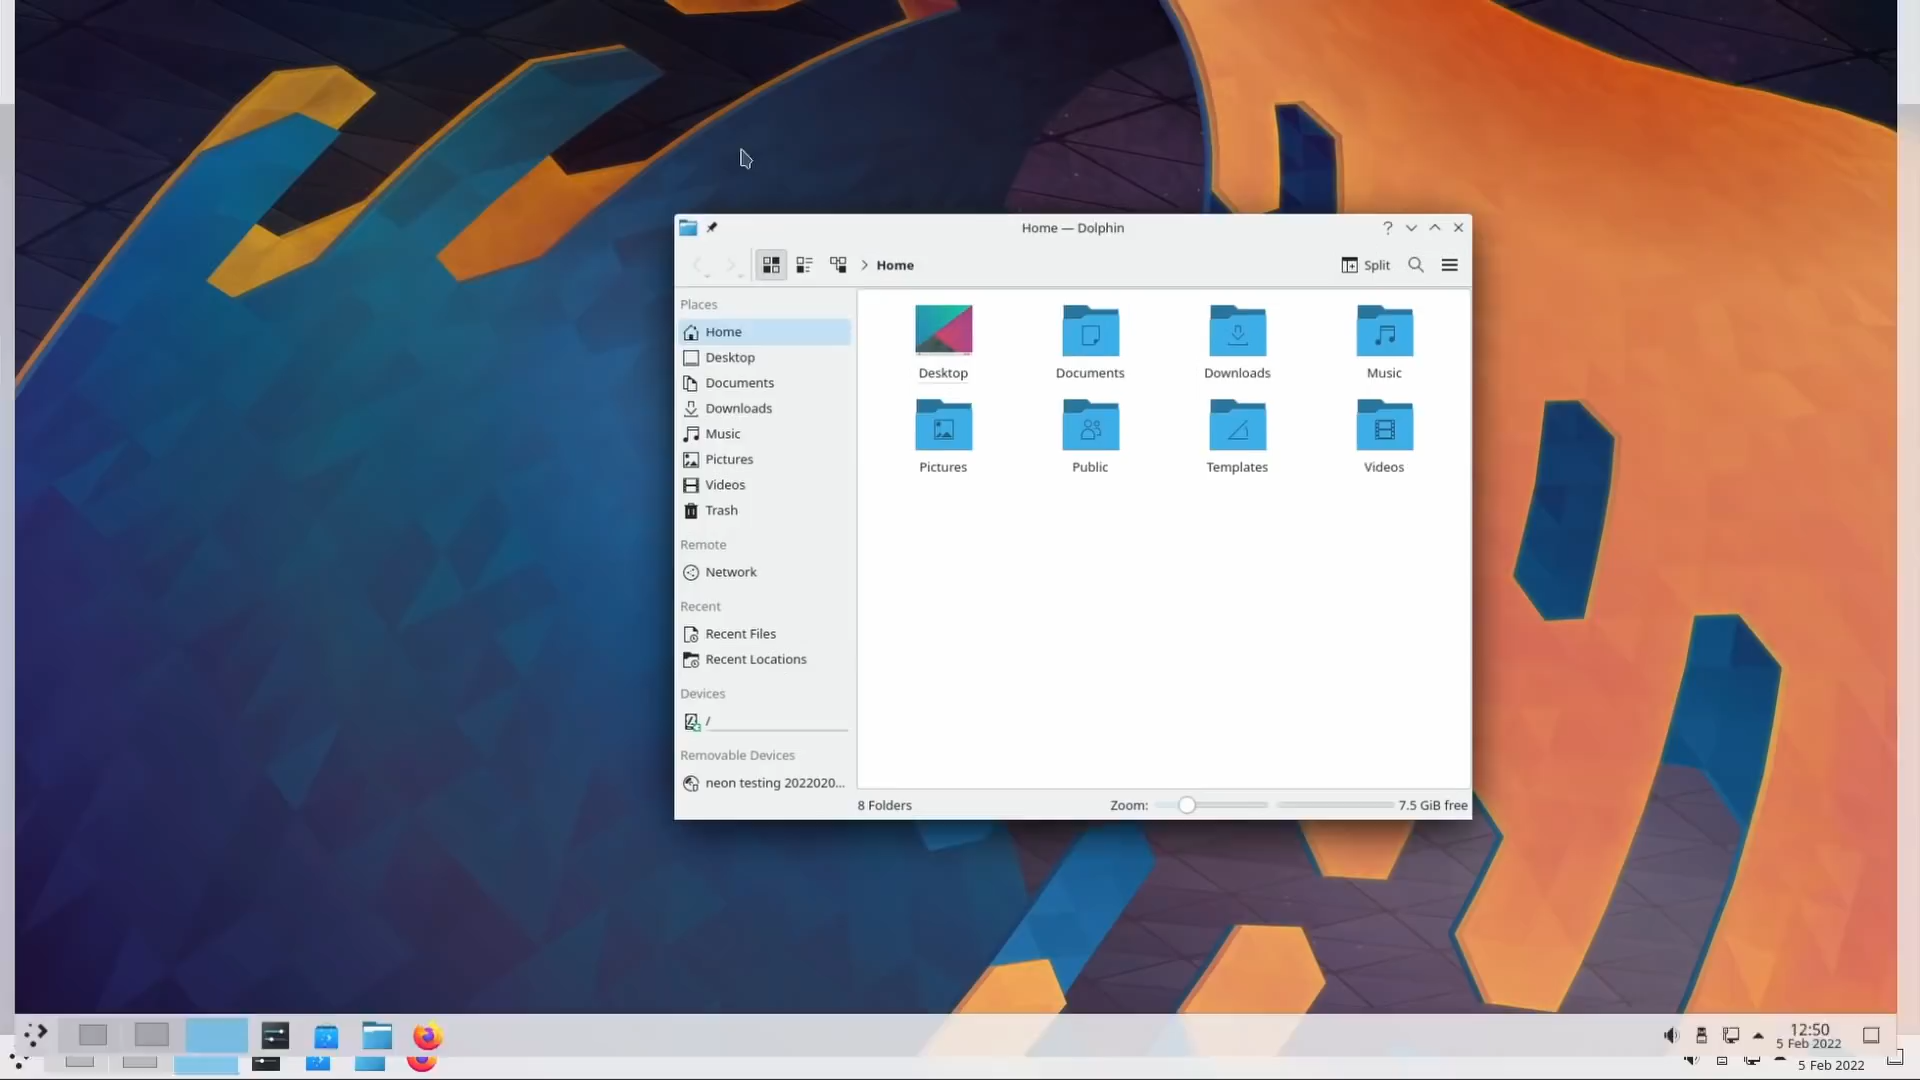 Home — Dolphin
Home
Split
Places
Home
Desktop
Documents
Downloads
Music
Pictures
Videos
Trash
Remote
Network
Recent
Recent Files
Recent Locations
Devices
/
Removable Devices
neon testing 2022020...
Desktop
Documents
Downloads
Music
Pictures
Public
Templates
Videos
8 Folders
Zoom:
7.5 GiB free
12:50
5 Feb 2022
5 Feb 2022